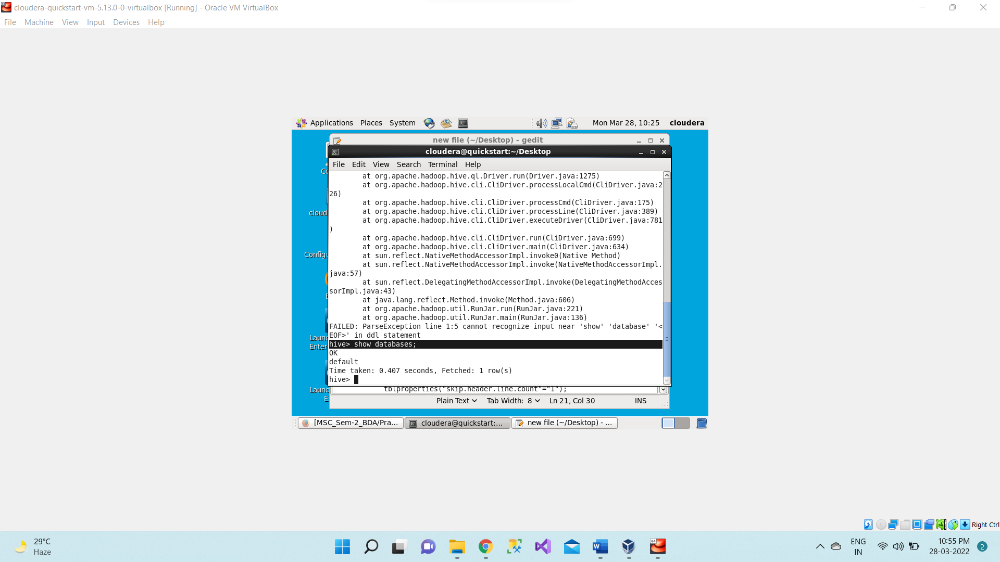 cloudera-quickstart-vm-5.13.0-0-virtualbox [Running] - Oracle VM VirtualBox
File Machine View Input Devices Help
Applications Places System Mon Mar 28, 10:25 cloudera
new file (~/Desktop) - gedit
cloudera@quickstart:~/Desktop
File Edit View Search Terminal Help
at org.apache.hadoop.hive.ql.Driver.run(Driver.java:1275)
at org.apache.hadoop.hive.cli.CliDriver.processLocalCmd(CliDriver.java:2
26)
at org.apache.hadoop.hive.cli.CliDriver.processCmd(CliDriver.java:175)
at org.apache.hadoop.hive.cli.CliDriver.processLine(CliDriver.java:389)
at org.apache.hadoop.hive.cli.CliDriver.executeDriver(CliDriver.java:781
)
at org.apache.hadoop.hive.cli.CliDriver.run(CliDriver.java:699)
at org.apache.hadoop.hive.cli.CliDriver.main(CliDriver.java:634)
at sun.reflect.NativeMethodAccessorImpl.invoke0(Native Method)
at sun.reflect.NativeMethodAccessorImpl.invoke(NativeMethodAccessorImpl.
java:57)
at sun.reflect.DelegatingMethodAccessorImpl.invoke(DelegatingMethodAcces
sorImpl.java:43)
at java.lang.reflect.Method.invoke(Method.java:606)
at org.apache.hadoop.util.RunJar.run(RunJar.java:221)
at org.apache.hadoop.util.RunJar.main(RunJar.java:136)
FAILED: ParseException line 1:5 cannot recognize input near 'show' 'database' '<
EOF>' in ddl statement
hive> show databases;
OK
default
Time taken: 0.407 seconds, Fetched: 1 row(s)
hive>
cloud
Config
Laun
Enter
Laun
tblproperties("skip.header.line.count"="1");
Plain Text Tab Width: 8 Ln 21, Col 30 INS
[MSC_Sem-2_BDA/Pra... cloudera@quickstart:... new file (~/Desktop) - ...
Right Ctrl
29°C
Haze
64
ENG
IN
10:55 PM
28-03-2022
2